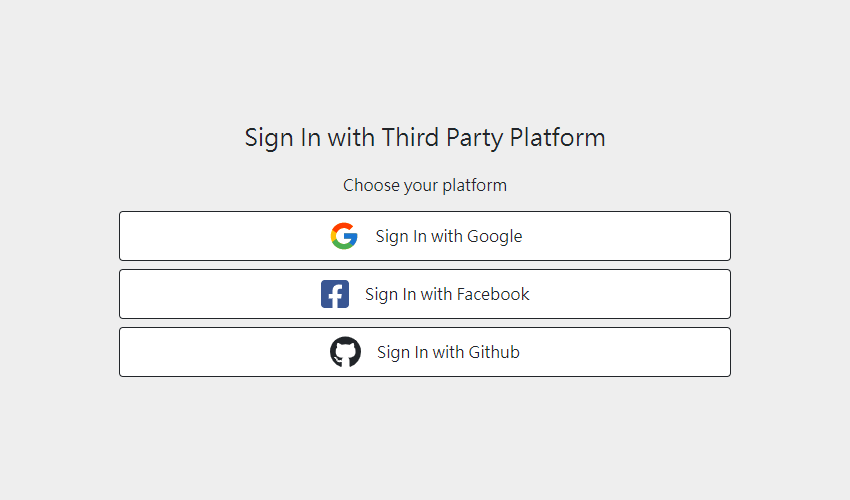 Sign In with Third Party Platform
Choose your platform
Sign In with Google
Sign In with Facebook
Sign In with Github